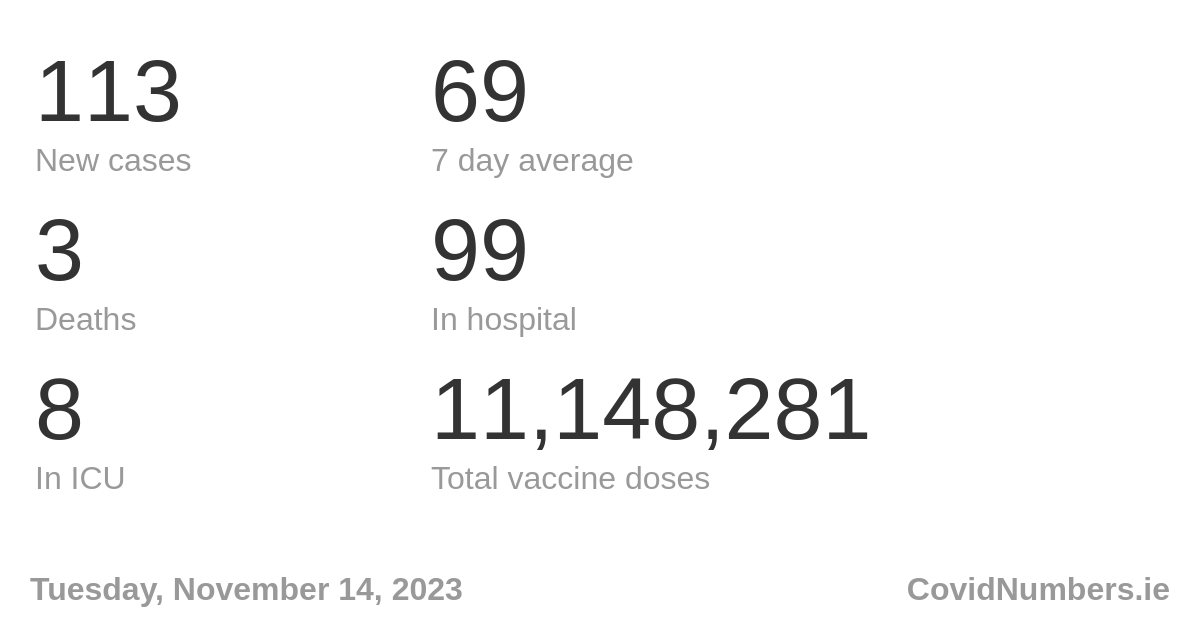 113
New cases
69
7 day average
3
Deaths
99
In hospital
8
In ICU
11,148,281
Total vaccine doses
Tuesday, November 14, 2023
CovidNumbers.ie